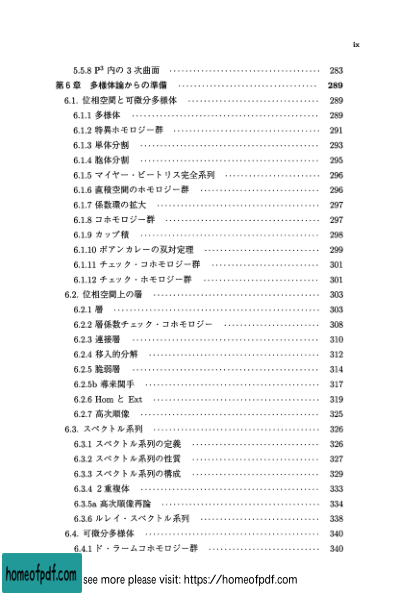 ix
5.5.8 P³ 内の 3 次曲面 ································ 283
第 6 章 多様体論からの準備 ································ 289
6.1. 位相空間と可微分多様体 ································ 289
6.1.1 多様体 ································ 289
6.1.2 特異ホモロジー群 ································ 291
6.1.3 単体分割 ································ 293
6.1.4 胞体分割 ································ 295
6.1.5 マイヤー・ビートリス完全系列 ································ 296
6.1.6 直積空間のホモロジー群 ································ 296
6.1.7 係数環の拡大 ································ 297
6.1.8 コホモロジー群 ································ 297
6.1.9 カップ積 ································ 298
6.1.10 ポアンカレーの双対定理 ································ 299
6.1.11 チェック・コホモロジー群 ································ 301
6.1.12 チェック・ホモロジー群 ································ 301
6.2. 位相空間上の層 ································ 303
6.2.1 層 ································ 303
6.2.2 層係数チェック・コホモロジー ································ 308
6.2.3 連接層 ································ 310
6.2.4 移入的分解 ································ 312
6.2.5 脆弱層 ································ 314
6.2.5b 導来関手 ································ 317
6.2.6 Hom と Ext ································ 319
6.2.7 高次順像 ································ 325
6.3. スペクトル系列 ································ 326
6.3.1 スペクトル系列の定義 ································ 326
6.3.2 スペクトル系列の性質 ································ 327
6.3.3 スペクトル系列の構成 ································ 329
6.3.4 2 重複体 ································ 333
6.3.5a 高次順像再論 ································ 334
6.3.6 ルレイ・スペクトル系列 ································ 338
6.4. 可微分多様体 ································ 340
6.4.1 ド・ラームコホモロジー群 ································ 340
homeofpdf.com
see more please visit: https://homeofpdf.com